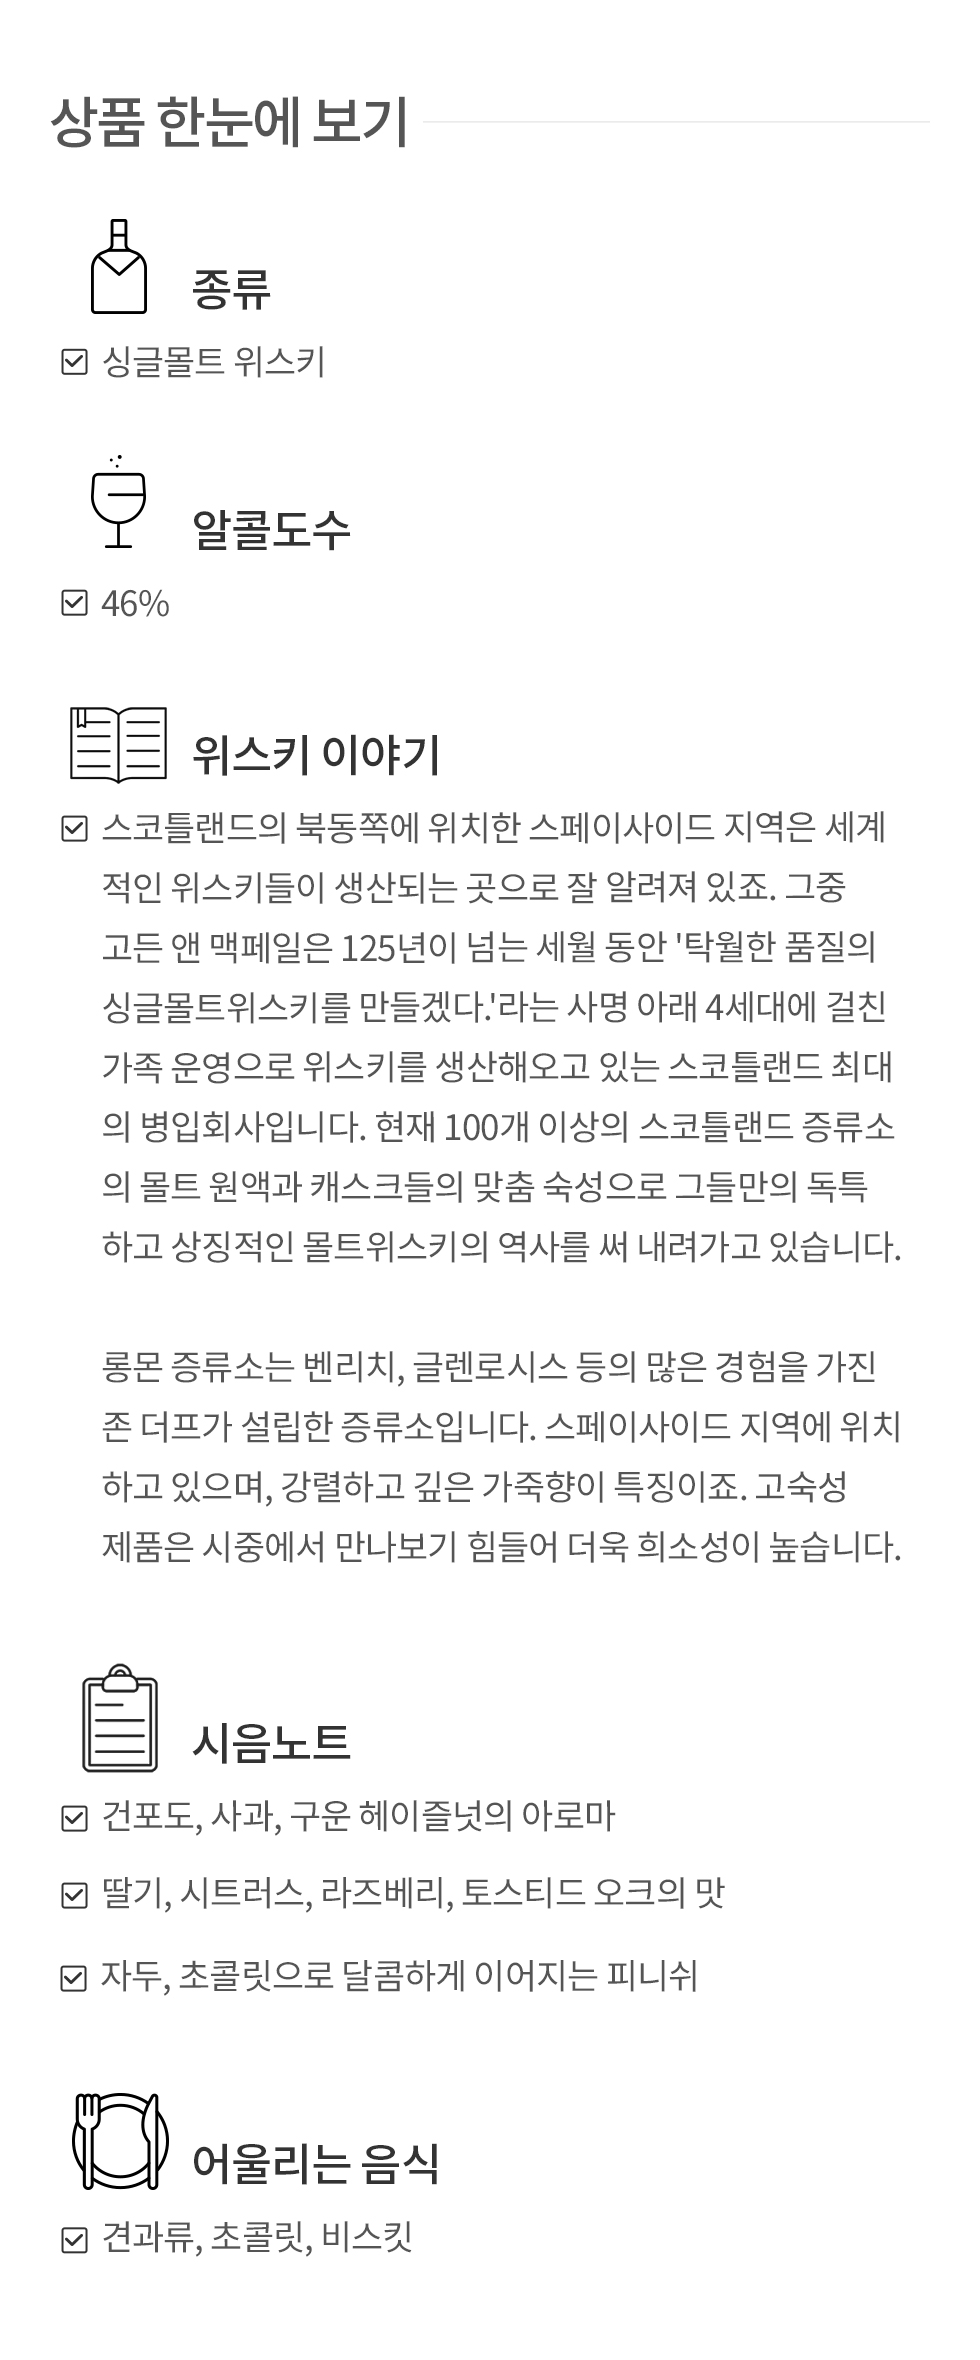 상품 한눈에 보기
종류
싱글몰트 위스키
알콜도수
46%
위스키 이야기
스코틀랜드의 북동쪽에 위치한 스페이사이드 지역은 세계
적인 위스키들이 생산되는 곳으로 잘 알려져 있죠. 그중
고든 앤 맥페일은 125년이 넘는 세월 동안 '탁월한 품질의
싱글몰트위스키를 만들겠다.'라는 사명 아래 4세대에 걸친
가족 운영으로 위스키를 생산해오고 있는 스코틀랜드 최대
의 병입회사입니다. 현재 100개 이상의 스코틀랜드 증류소
의 몰트 원액과 캐스크들의 맞춤 숙성으로 그들만의 독특
하고 상징적인 몰트위스키의 역사를 써 내려가고 있습니다.
롱몬 증류소는 벤리치, 글렌로시스 등의 많은 경험을 가진
존 더프가 설립한 증류소입니다. 스페이사이드 지역에 위치
하고 있으며, 강렬하고 깊은 가죽향이 특징이죠. 고숙성
제품은 시중에서 만나보기 힘들어 더욱 희소성이 높습니다.
시음노트
건포도, 사과, 구운 헤이즐넛의 아로마
딸기, 시트러스, 라즈베리, 토스티드 오크의 맛
자두, 초콜릿으로 달콤하게 이어지는 피니쉬
어울리는 음식
견과류, 초콜릿, 비스킷